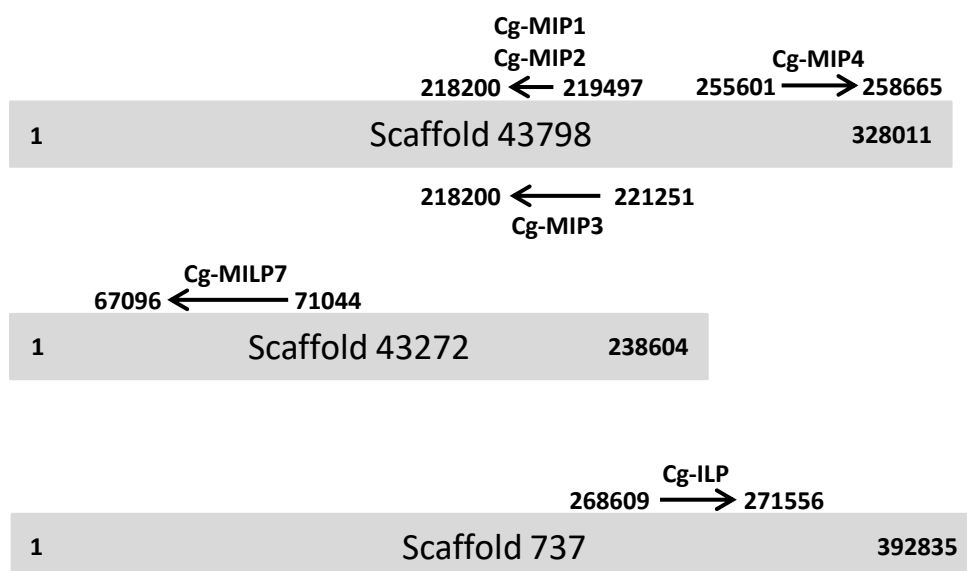 Cg-MIP1
Cg-MIP2
Cg-MIP4
218200 219497 255601 258665
1 Scaffold 43798 328011
218200 221251
Cg-MIP3
Cg-MILP7
67096 71044
1 Scaffold 43272 238604
Cg-ILP
268609 271556
1 Scaffold 737 392835